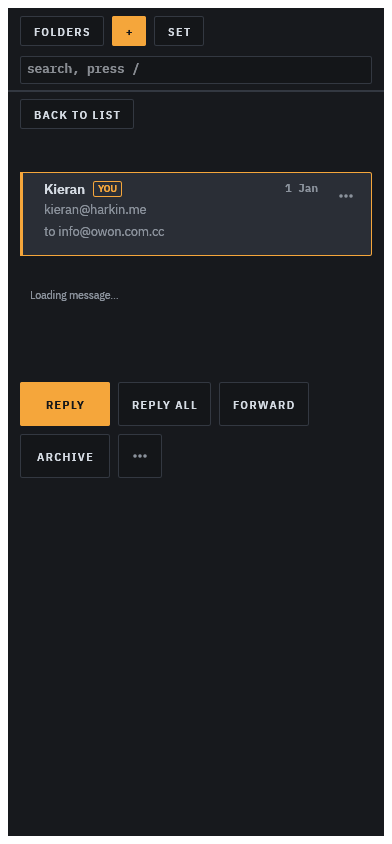 FOLDERS + SET
search, press /
BACK TO LIST
Kieran YOU 1 Jan •••
kieran@harkin.me
to info@owon.com.cc
Loading message...
REPLY REPLY ALL FORWARD
ARCHIVE •••